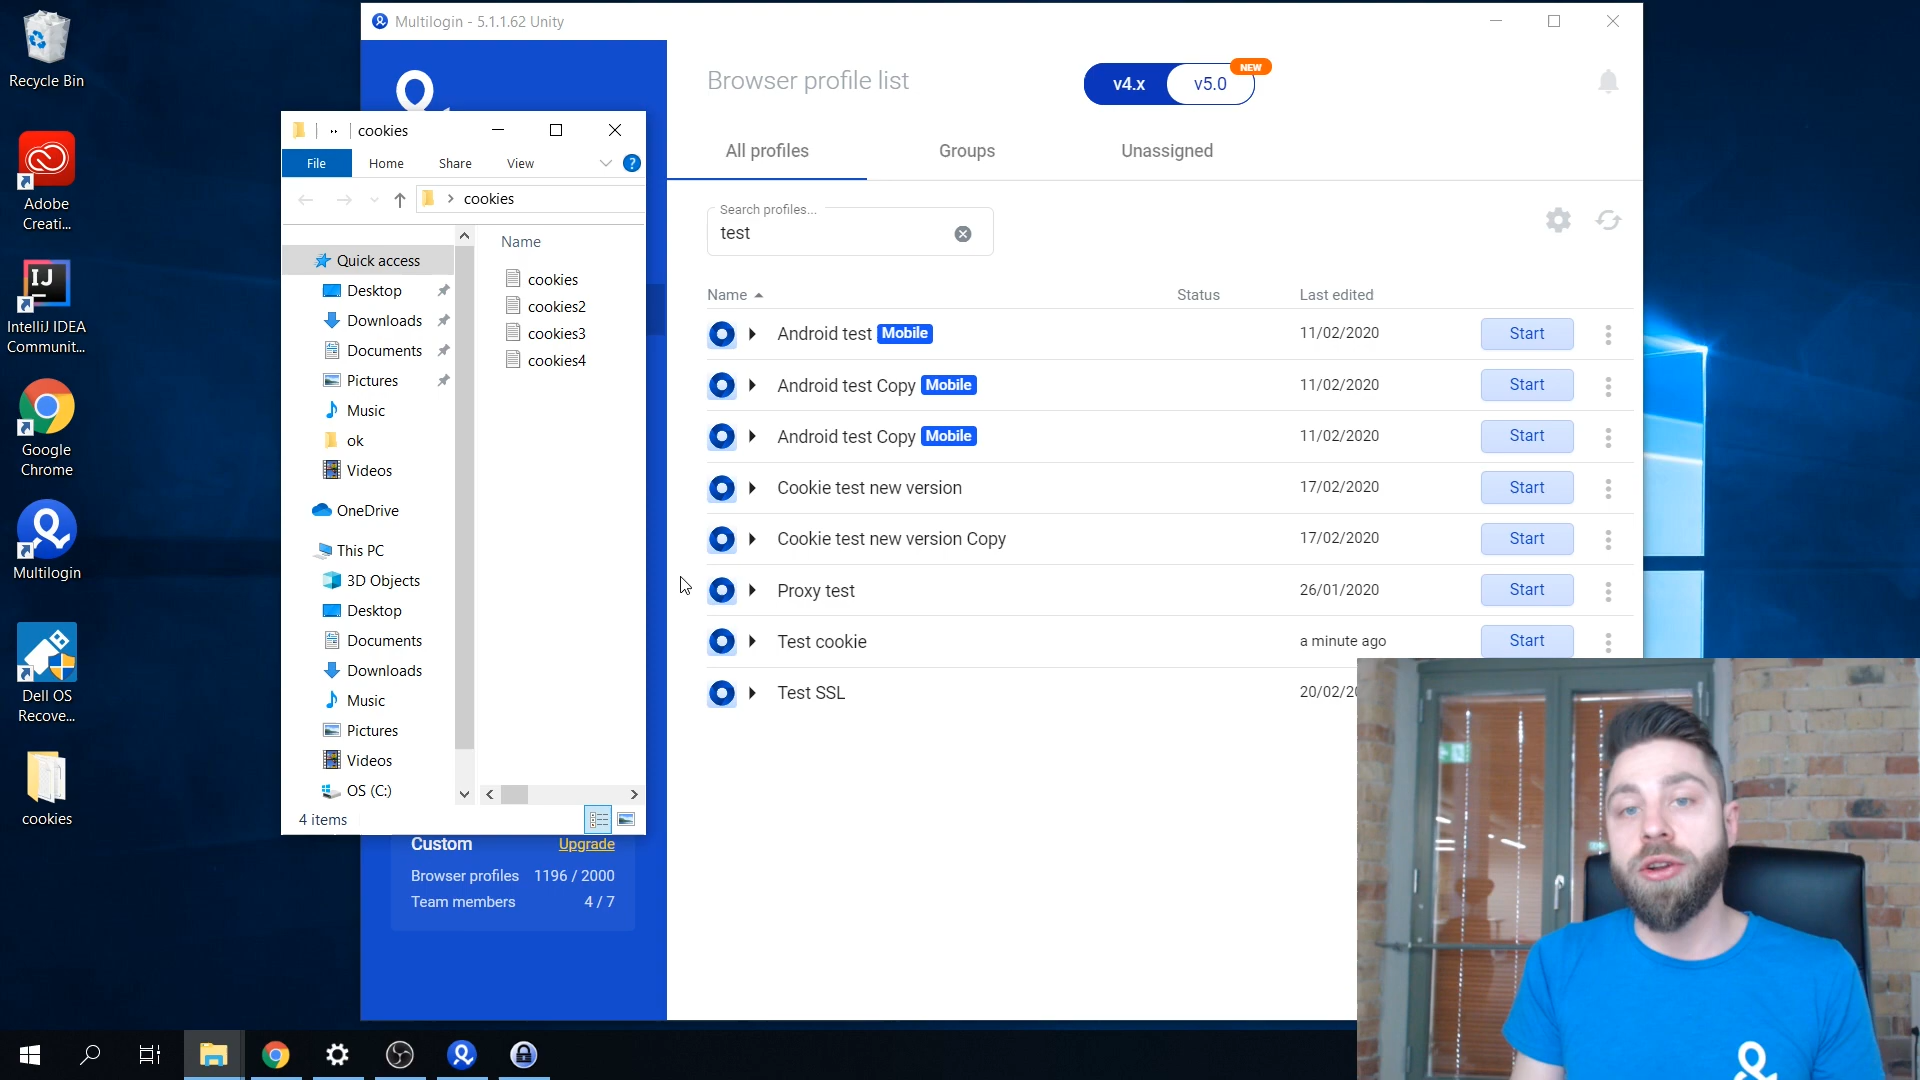 Recycle Bin
Adobe
Creati...
IntelliJ IDEA
Communit...
Google
Chrome
Multilogin
Dell OS
Recove...
cookies
Multilogin - 5.1.1.62 Unity
cookies
File Home Share View
cookies
Quick access
Desktop
Downloads
Documents
Pictures
Music
ok
Videos
OneDrive
This PC
3D Objects
Desktop
Documents
Downloads
Music
Pictures
Videos
OS (C:)
Name
cookies
cookies2
cookies3
cookies4
4 items
Custom Upgrade
Browser profiles 1196 / 2000
Team members 4 / 7
Browser profile list
v4.x v5.0 NEW
All profiles Groups Unassigned
Search profiles...
test
Name Status Last edited
Android test Mobile 11/02/2020 Start
Android test Copy Mobile 11/02/2020 Start
Android test Copy Mobile 11/02/2020 Start
Cookie test new version 17/02/2020 Start
Cookie test new version Copy 17/02/2020 Start
Proxy test 26/01/2020 Start
Test cookie a minute ago Start
Test SSL 20/02/20